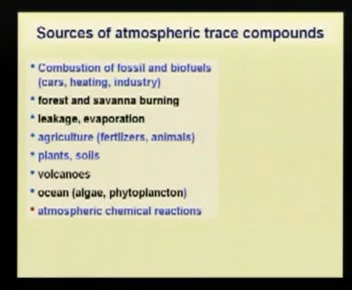 Sources of atmospheric trace compounds
* Combustion of fossil and biofuels
(cars, heating, industry)
* forest and savanna burning
* leakage, evaporation
* agriculture (fertlizers, animals)
* plants, soils
* volcanoes
* ocean (algae, phytoplancton)
* atmospheric chemical reactions